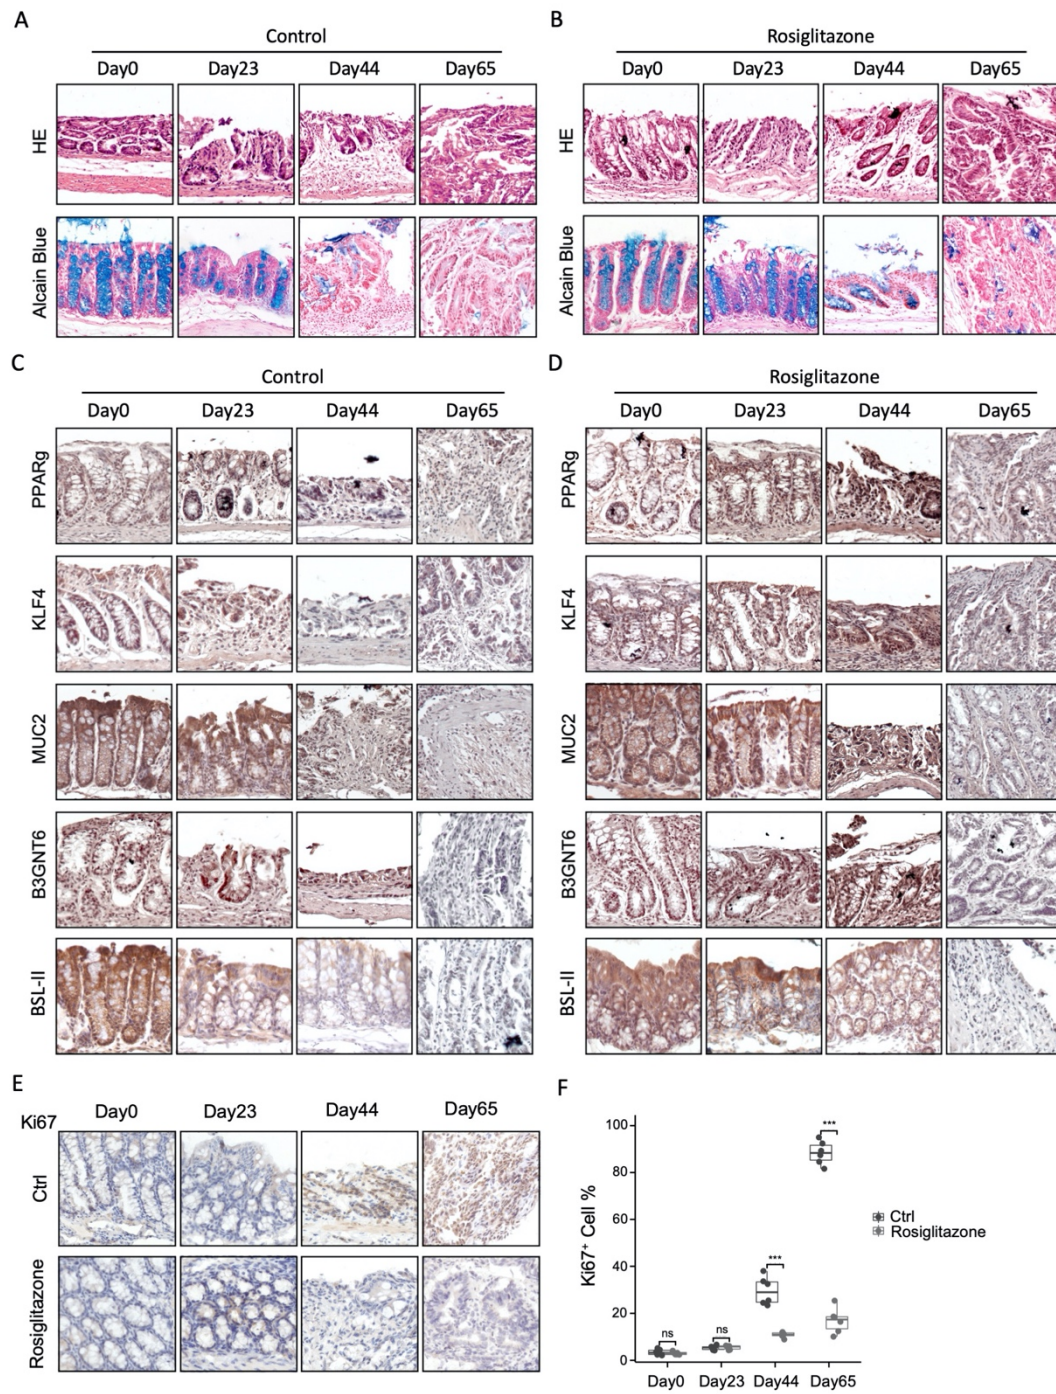 A
Control
Day0 Day23 Day44 Day65
HE
Alcain Blue
B
Rosiglitazone
Day0 Day23 Day44 Day65
HE
Alcain Blue
C
Control
Day0 Day23 Day44 Day65
PPARg
KLF4
MUC2
B3GNT6
BSL-II
D
Rosiglitazone
Day0 Day23 Day44 Day65
PPARg
KLF4
MUC2
B3GNT6
BSL-II
E
Ki67 Day0 Day23 Day44 Day65
Ctrl
Rosiglitazone
F
Ki67⁺ Cell %
100
80
60
40
20
0
ns
ns
***
***
Day0 Day23 Day44 Day65
Ctrl
Rosiglitazone